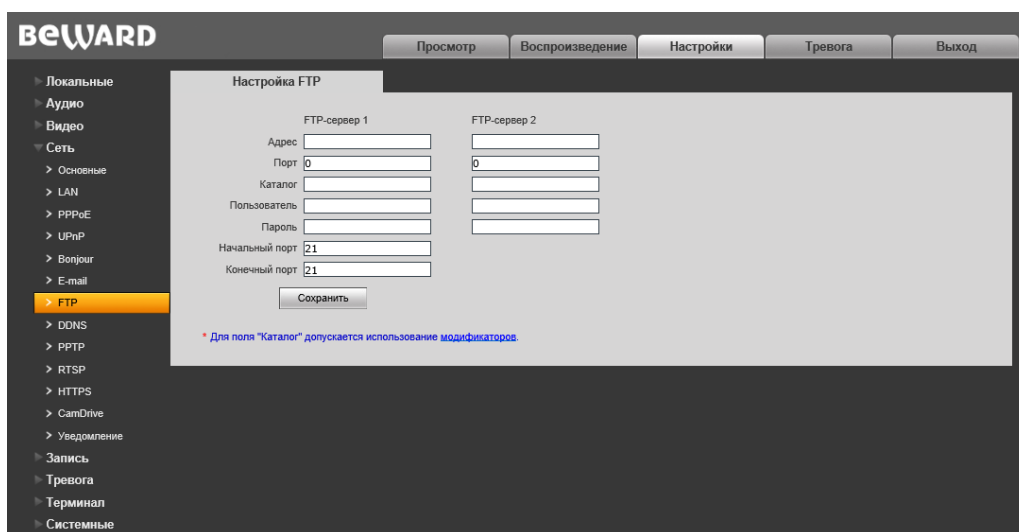 BEWARD
Просмотр
Воспроизведение
Настройки
Тревога
Выход
Локальные
Аудио
Видео
Сеть
Основные
LAN
PPPoE
UPnP
Bonjour
E-mail
FTP
DDNS
PPTP
RTSP
HTTPS
CamDrive
Уведомление
Запись
Тревога
Терминал
Системные
Настройка FTP
FTP-сервер 1 FTP-сервер 2
Адрес
Порт 0 0
Каталог
Пользователь
Пароль
Начальный порт 21
Конечный порт 21
Сохранить
* Для поля "Каталог" допускается использование модификаторов.